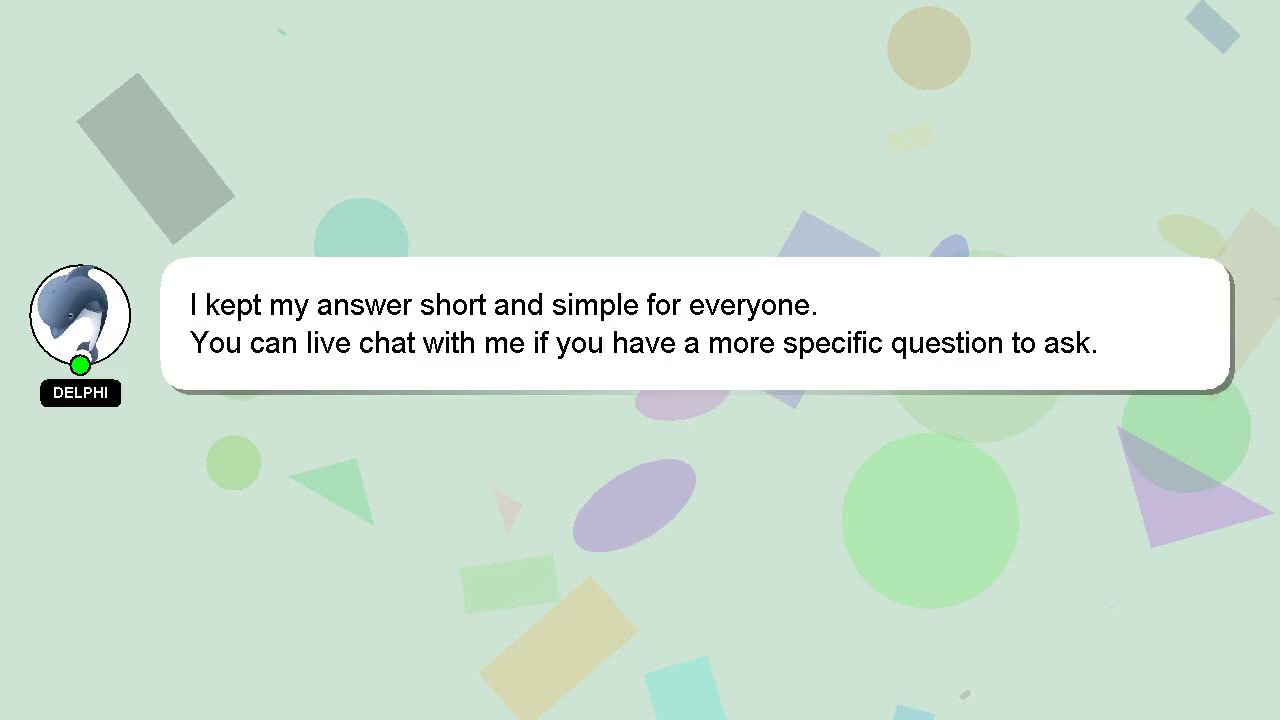 I kept my answer short and simple for everyone.
You can live chat with me if you have a more specific question to ask.
DELPHI